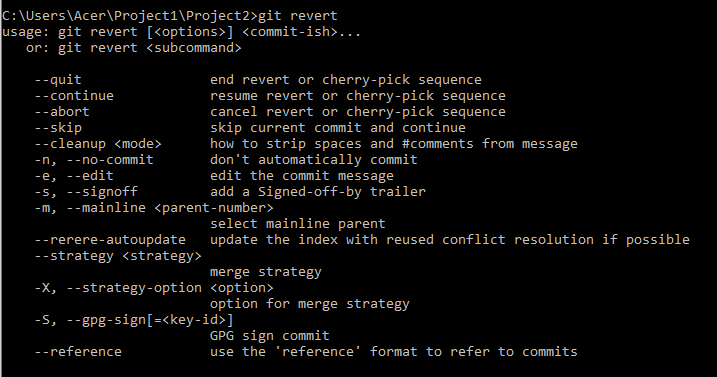 C:\Users\Acer\Project1\Project2>git revert
usage: git revert [<options>] <commit-ish>...
   or: git revert <subcommand>

    --quit                end revert or cherry-pick sequence
    --continue            resume revert or cherry-pick sequence
    --abort               cancel revert or cherry-pick sequence
    --skip                skip current commit and continue
    --cleanup <mode>      how to strip spaces and #comments from message
    -n, --no-commit       don't automatically commit
    -e, --edit            edit the commit message
    -s, --signoff         add a Signed-off-by trailer
    -m, --mainline <parent-number>
                          select mainline parent
    --rerere-autoupdate   update the index with reused conflict resolution if possible
    --strategy <strategy>
                          merge strategy
    -X, --strategy-option <option>
                          option for merge strategy
    -S, --gpg-sign[=<key-id>]
                          GPG sign commit
    --reference           use the 'reference' format to refer to commits